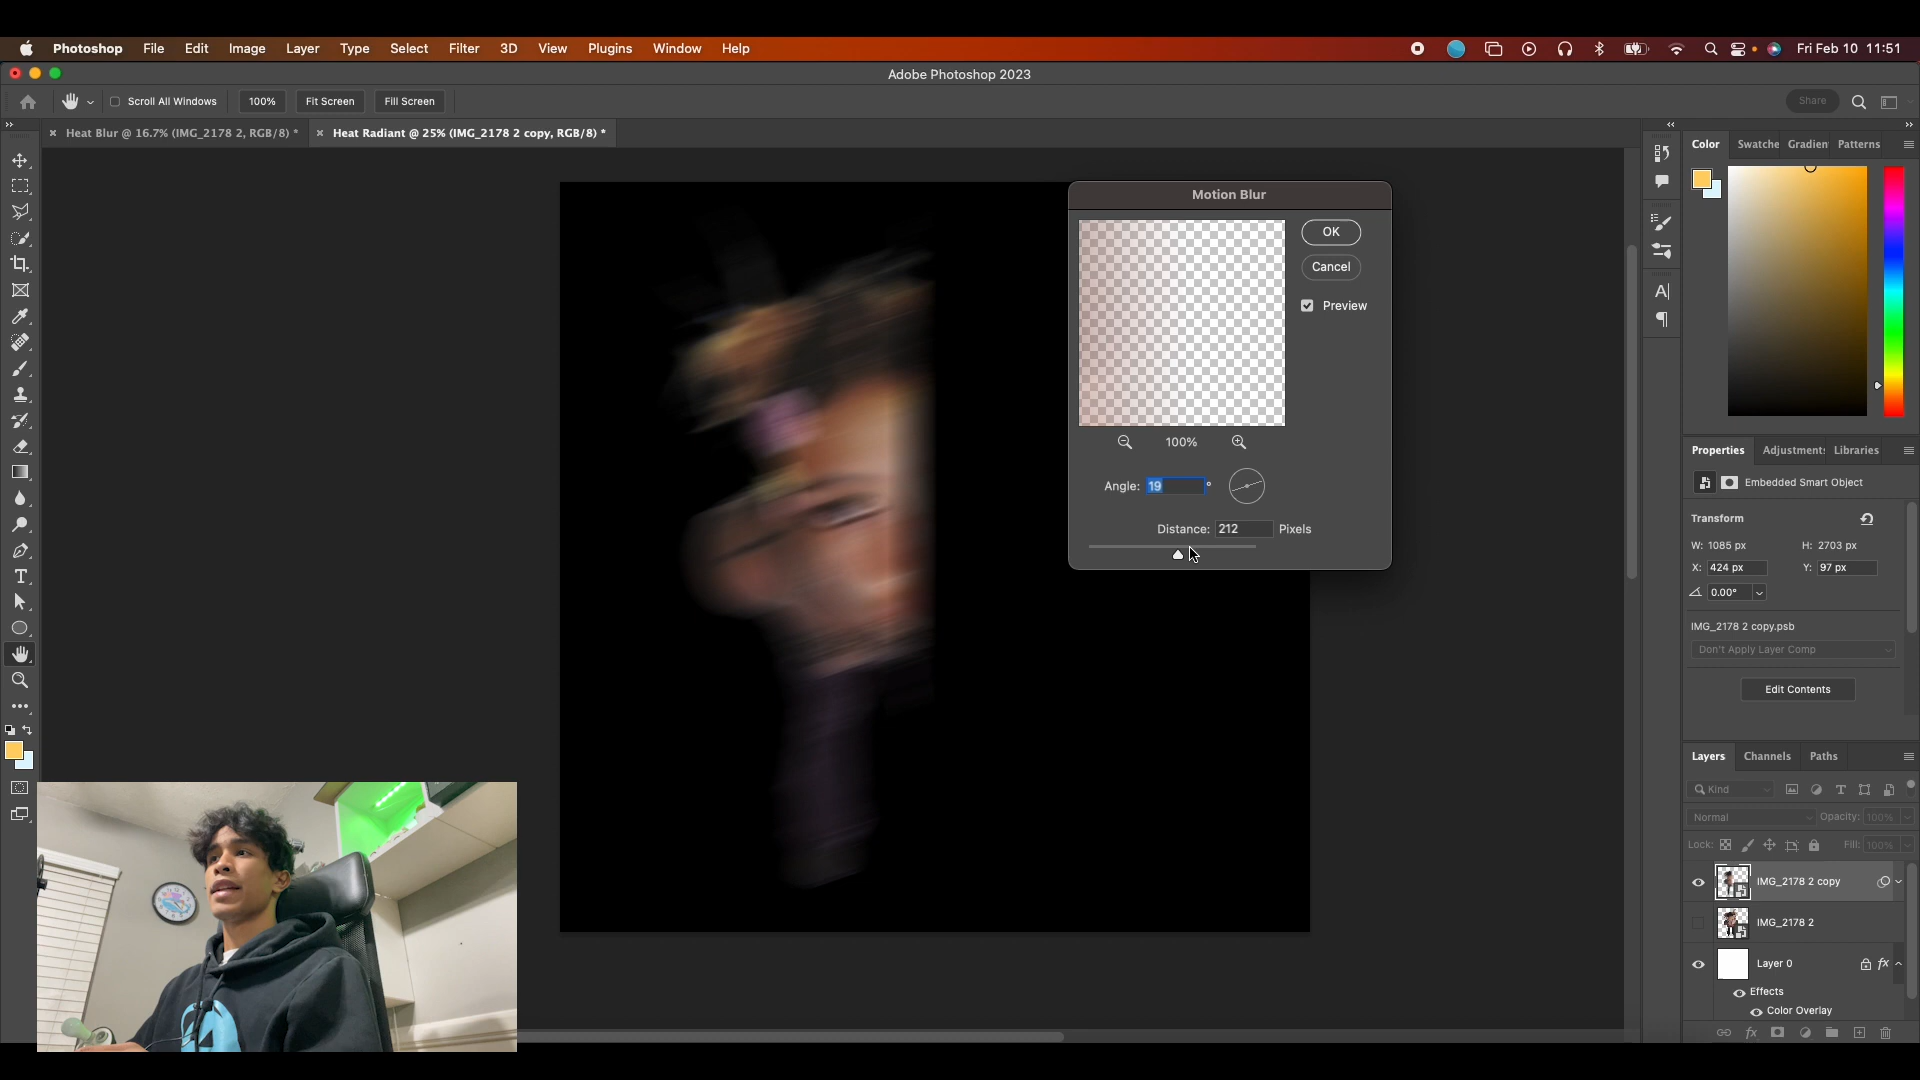 Photoshop File Edit Image Layer Type Select Filter 3D View Plugins Window Help Fri Feb 10 11:51
Adobe Photoshop 2023
Scroll All Windows 100% Fit Screen Fill Screen Share
Heat Blur @ 16.7% (IMG_2178 2, RGB/8) * Heat Radiant @ 25% (IMG_2178 2 copy, RGB/8) *
Color Swatche Gradien Patterns
Motion Blur
OK
Cancel
Preview
100%
Angle: 19 °
Distance: 212 Pixels
Properties Adjustment Libraries
Embedded Smart Object
Transform
W: 1085 px H: 2703 px
X: 424 px Y: 97 px
0.00°
IMG_2178 2 copy.psb
Don't Apply Layer Comp
Edit Contents
Layers Channels Paths
Kind
Normal Opacity: 100%
Lock: Fill: 100%
IMG_2178 2 copy
IMG_2178 2
Layer 0 fx
Effects
Color Overlay
fx